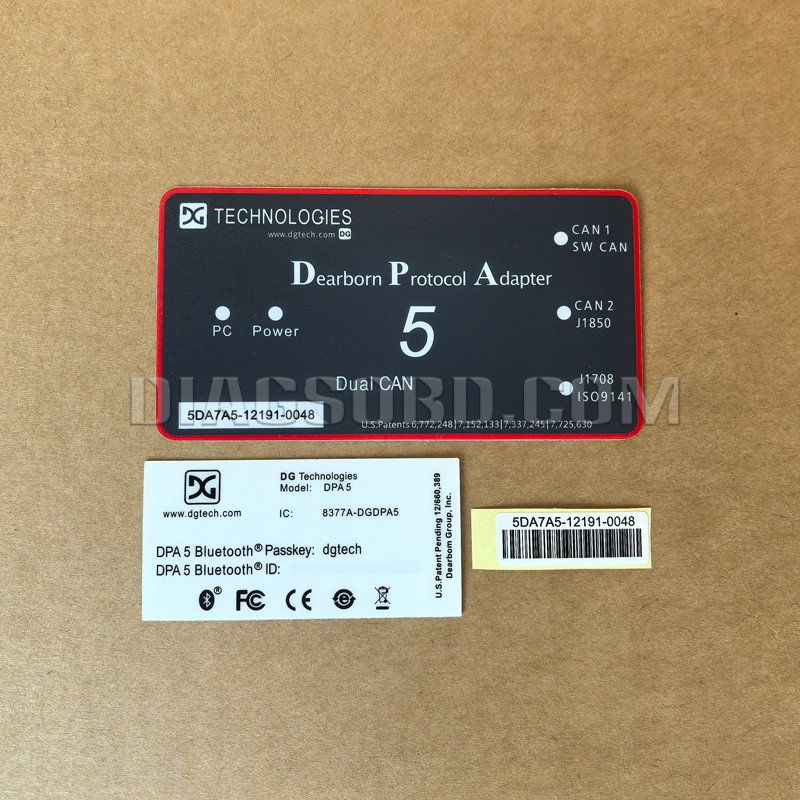 DG TECHNOLOGIES
www.dgtech.com DG
CAN 1
SW CAN
Dearborn Protocol Adapter
5
PC Power
CAN 2
J1850
Dual CAN
J1708
ISO9141
DIAGSOBD.COM
5DA7A5-12191-0048
U.S.Patents 6,772,248|7,152,133|7,337,245|7,725,630
DG
www.dgtech.com
DG Technologies
Model: DPA 5
IC: 8377A-DGDPA5
DPA 5 Bluetooth® Passkey: dgtech
DPA 5 Bluetooth® ID:
® FC CE e
U.S.Patent Pending 12/660,389
Dearborn Group, Inc.
5DA7A5-12191-0048